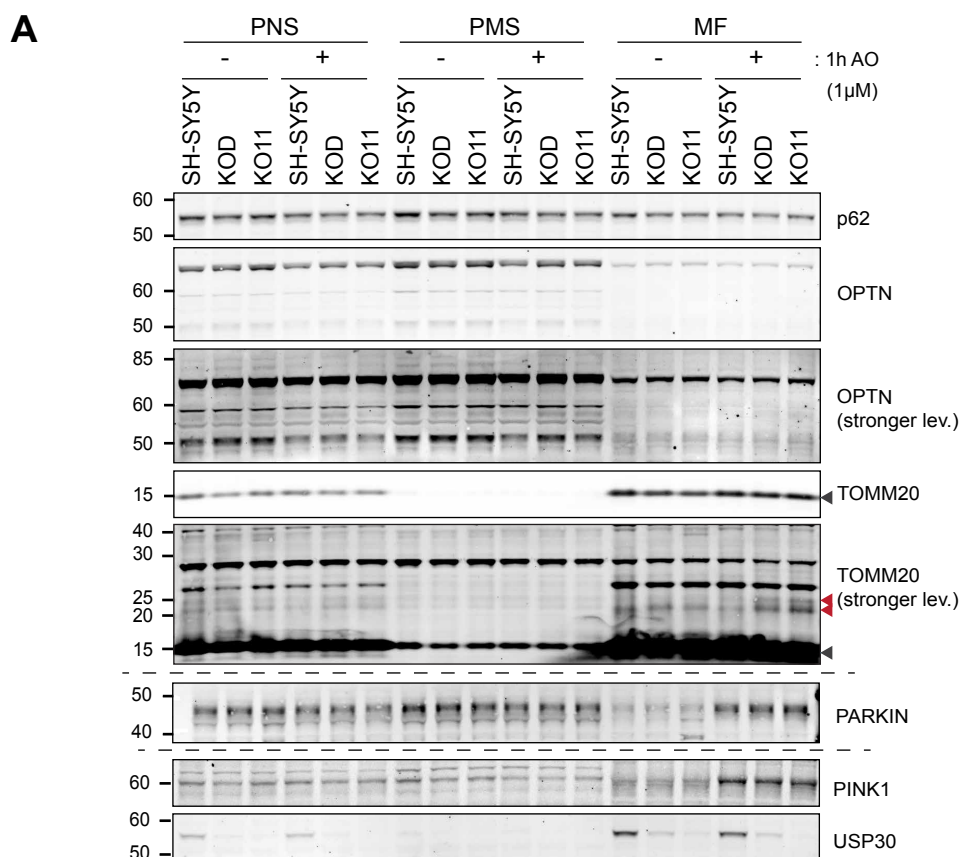 A
PNS PMS MF
- + - + - + : 1h AO
(1µM)
SH-SY5Y KOD KO11 SH-SY5Y KOD KO11 SH-SY5Y KOD KO11 SH-SY5Y KOD KO11 SH-SY5Y KOD KO11 SH-SY5Y KOD KO11
60
50
p62
60
50
OPTN
85
60
50
OPTN
(stronger lev.)
15
TOMM20
40
30
25
20
15
TOMM20
(stronger lev.)
50
40
PARKIN
60
PINK1
60
50
USP30